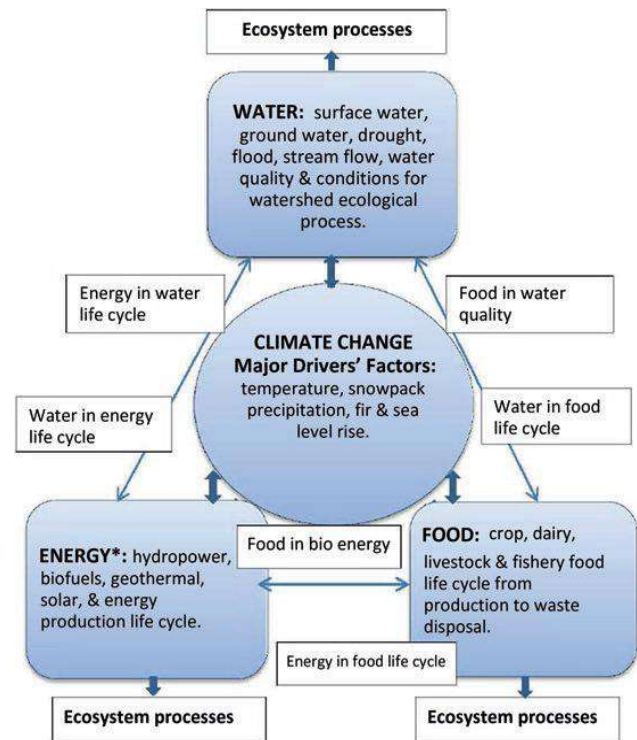 Ecosystem processes
WATER: surface water,
ground water, drought,
flood, stream flow, water
quality & conditions for
watershed ecological
process.
Energy in water
life cycle
Food in water
quality
CLIMATE CHANGE
Major Drivers’ Factors:
temperature, snowpack
precipitation, fir & sea
level rise.
Water in energy
life cycle
Water in food
life cycle
Food in bio energy
ENERGY*: hydropower,
biofuels, geothermal,
solar, & energy
production life cycle.
FOOD: crop, dairy,
livestock & fishery food
life cycle from
production to waste
disposal.
Energy in food life cycle
Ecosystem processes
Ecosystem processes